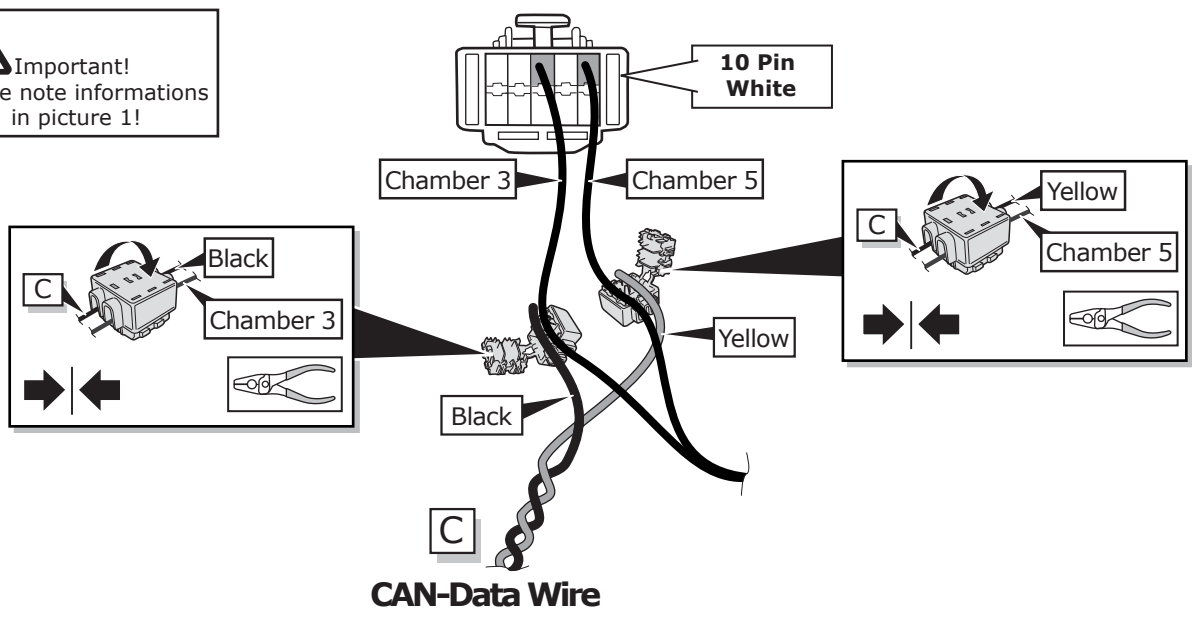 Important!
e note informations
in picture 1!
10 Pin
White
Chamber 3
Chamber 5
C
Black
Chamber 3
C
Yellow
Chamber 5
Yellow
Black
C
CAN-Data Wire